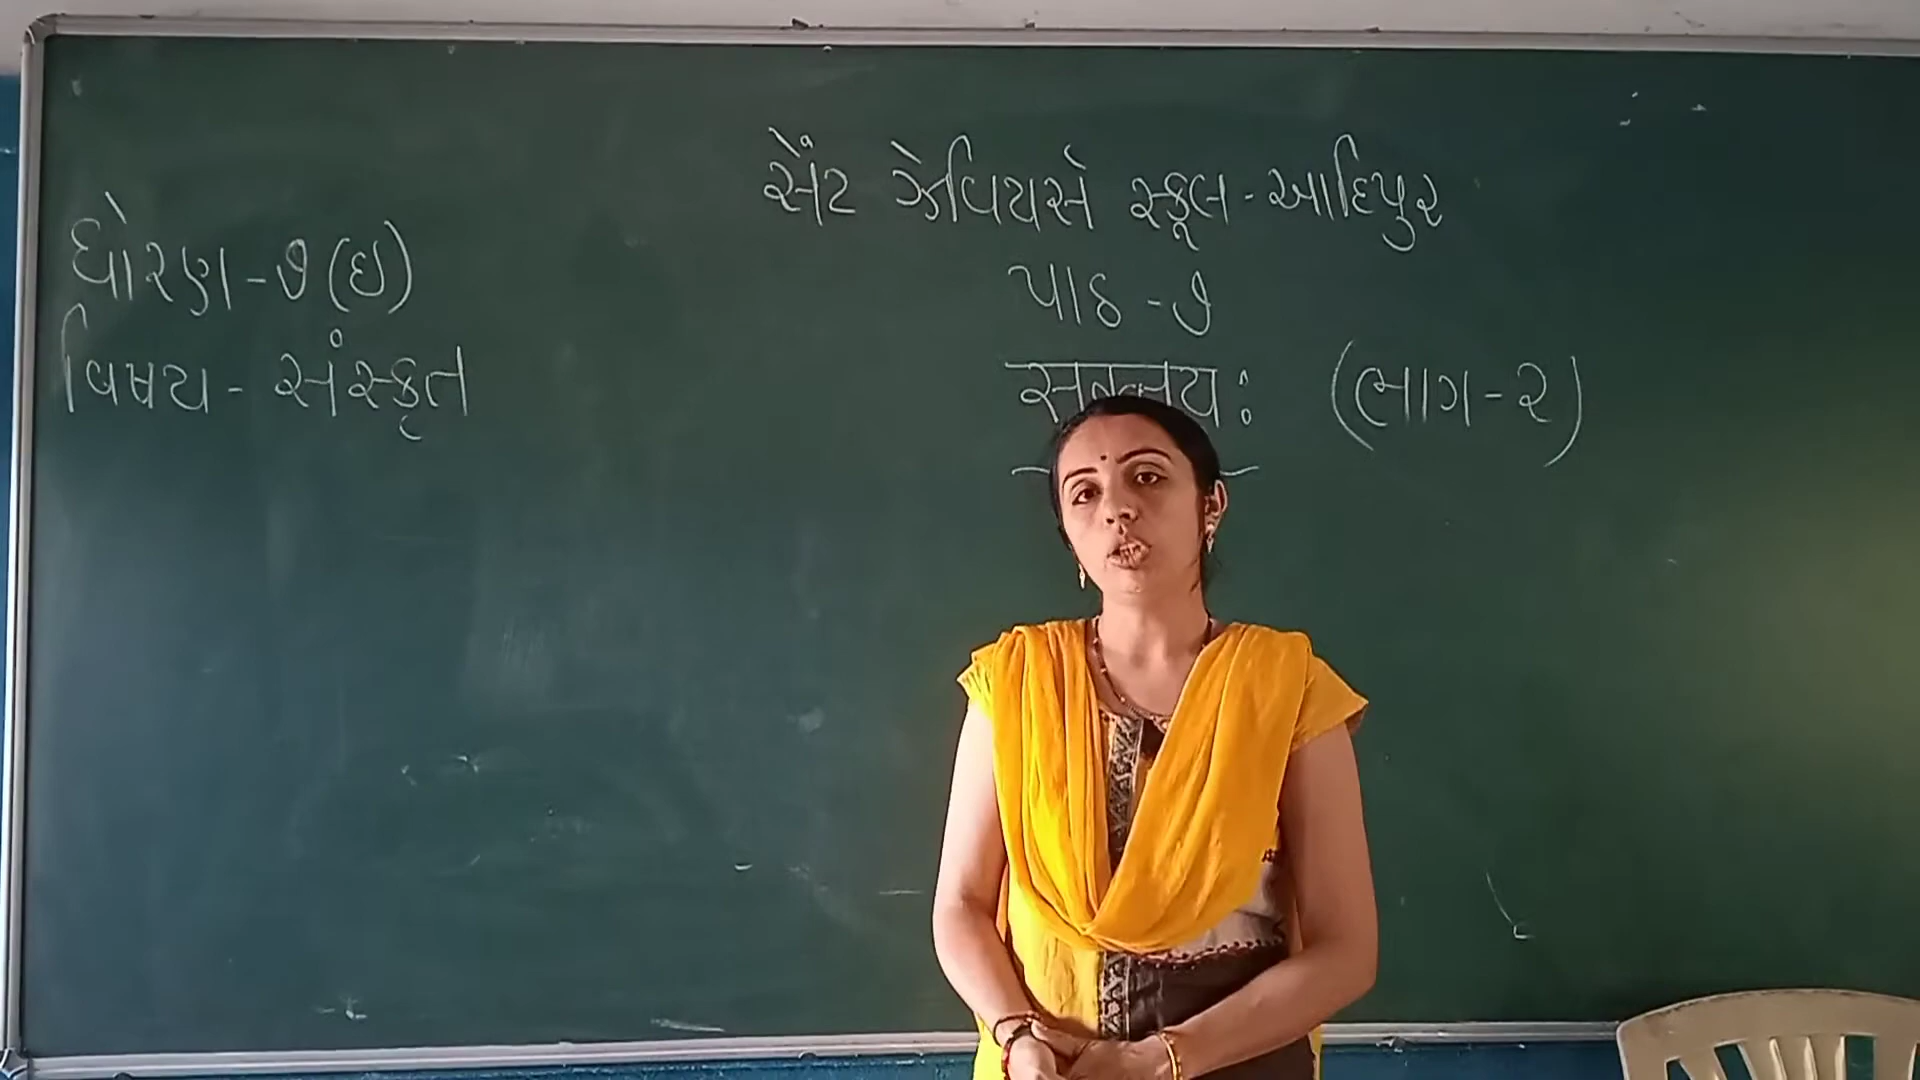 સેંટ ઝેવિયર્સ સ્કૂલ - આદિપુર
ધોરણ - ૭ (ઇ)
વિષય - સંસ્કૃત
પાઠ - ૭
(ભાગ - ૨)